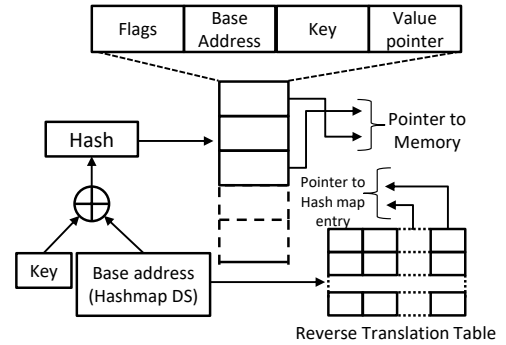 Flags
Base
Address
Key
Value
pointer
Hash
Pointer to
Memory
Pointer to
Hash map
entry
Key
Base address
(Hashmap DS)
Reverse Translation Table